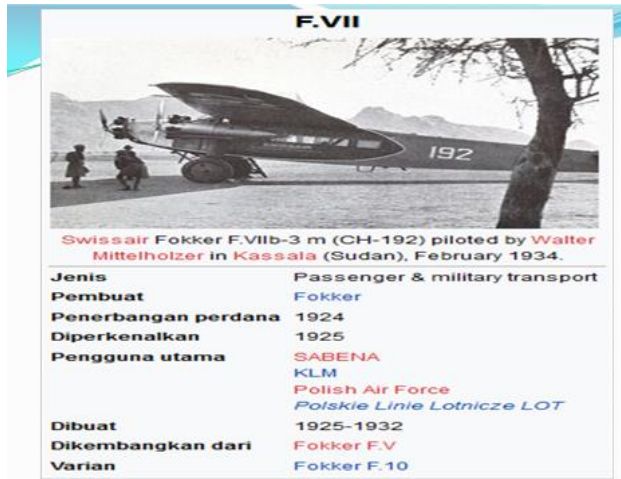 F.VII
192
Swissair Fokker F.VIIb-3 m (CH-192) piloted by Walter
Mittelholzer in Kassala (Sudan), February 1934.
Jenis Passenger & military transport
Pembuat Fokker
Penerbangan perdana 1924
Diperkenalkan 1925
Pengguna utama SABENA
KLM
Polish Air Force
Polskie Linie Lotnicze LOT
Dibuat 1925-1932
Dikembangkan dari Fokker F.V
Varian Fokker F.10